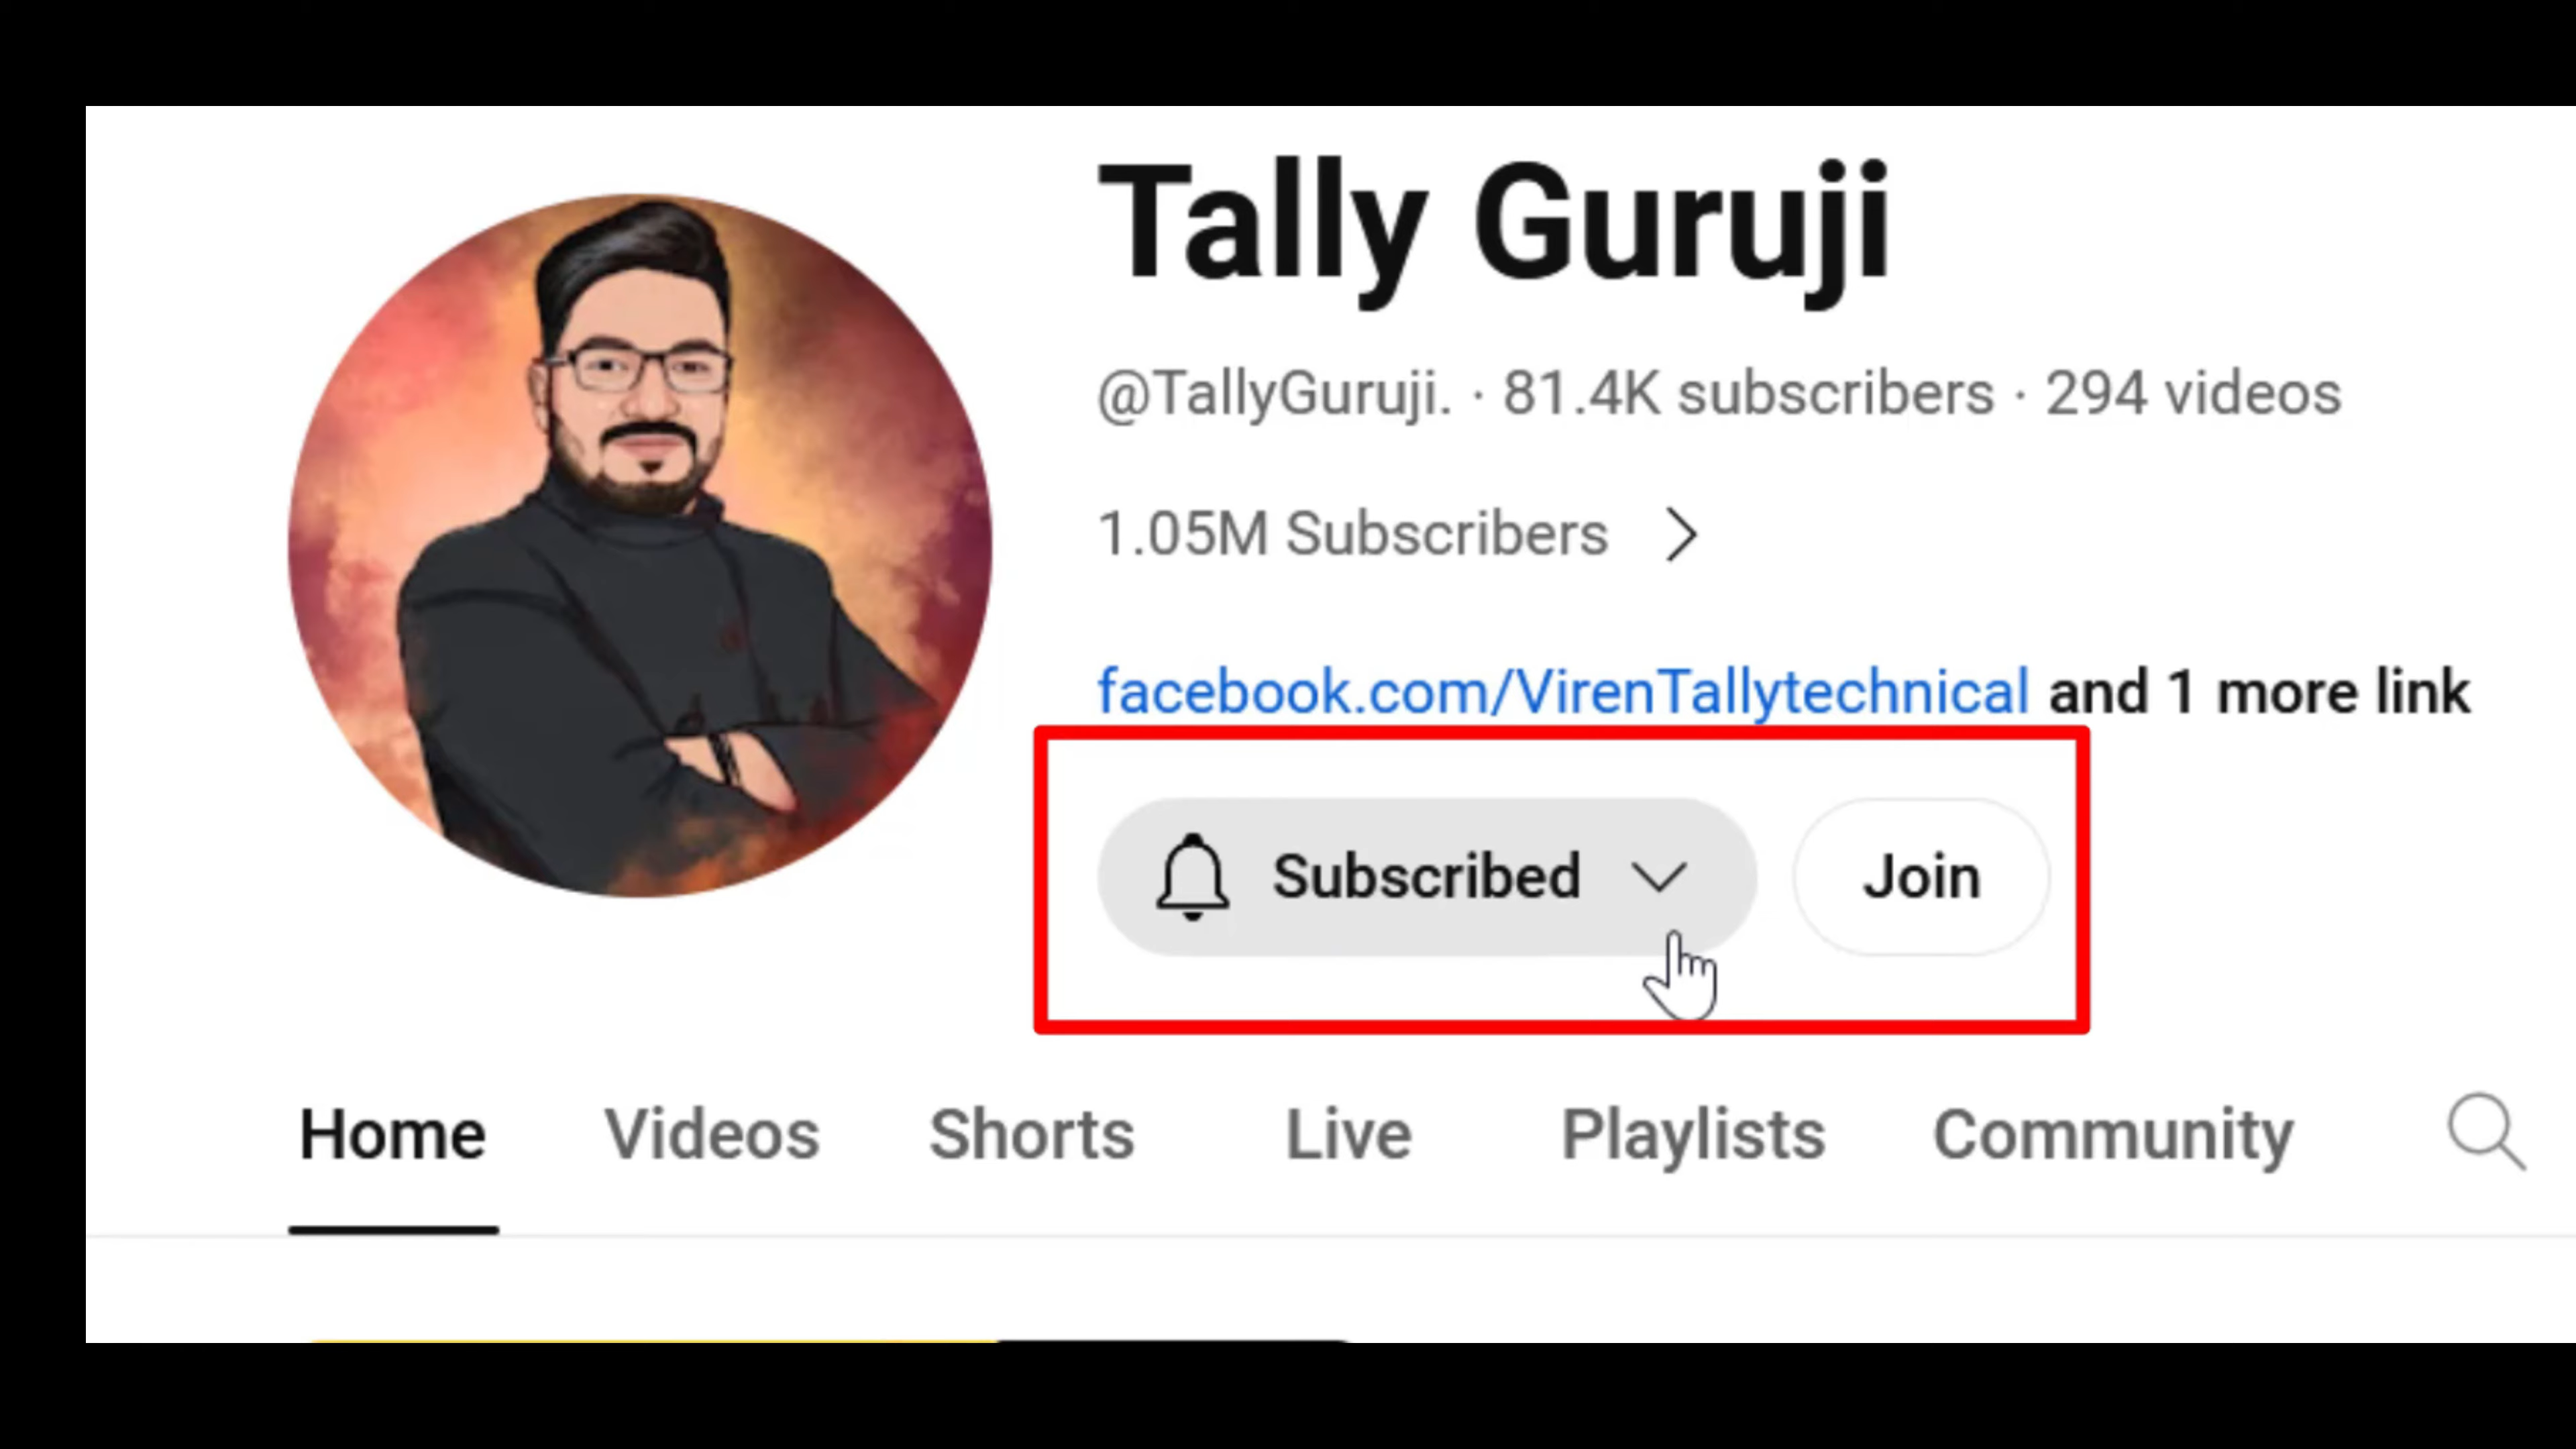 Tally Guruji
@TallyGuruji. · 81.4K subscribers · 294 videos
1.05M Subscribers
facebook.com/VirenTallytechnical and 1 more link
Subscribed Join
Home Videos Shorts Live Playlists Community